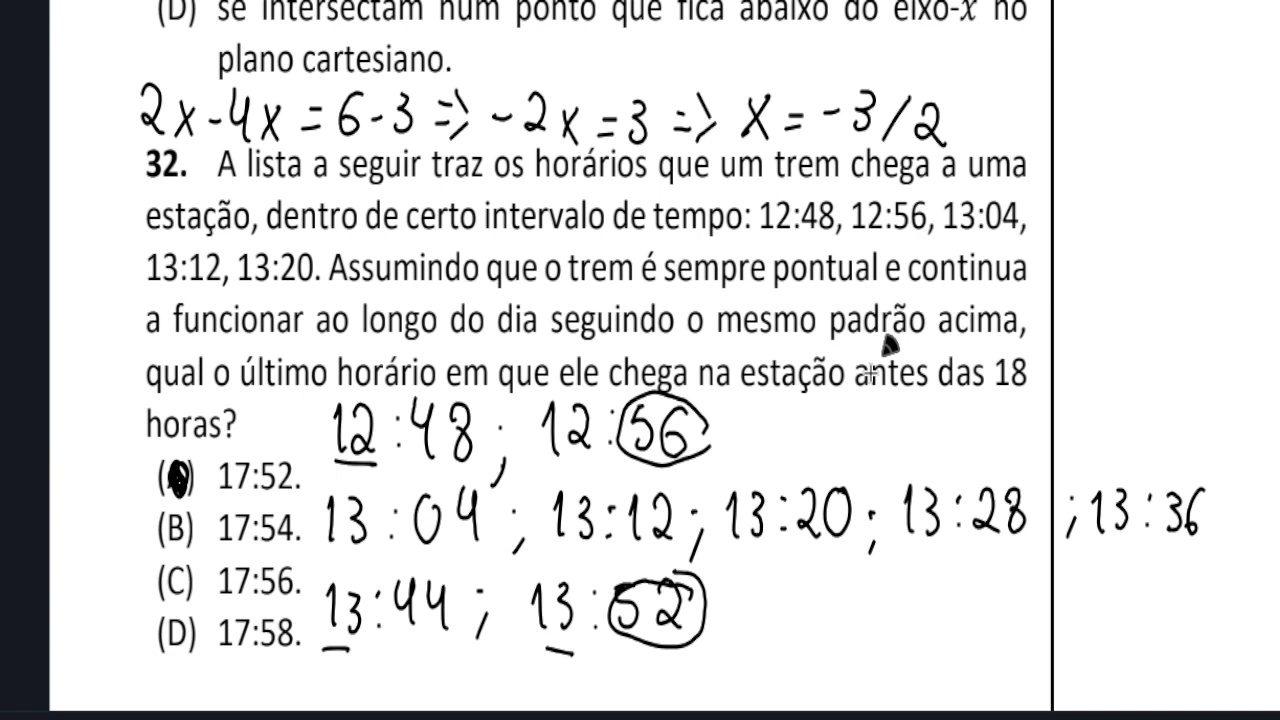 (D) se intersectam num ponto que fica abaixo do eixo-x no
plano cartesiano.
2x-4x = 6-3 => -2x = 3 => x = -3/2
32. A lista a seguir traz os horários que um trem chega a uma
estação, dentro de certo intervalo de tempo: 12:48, 12:56, 13:04,
13:12, 13:20. Assumindo que o trem é sempre pontual e continua
a funcionar ao longo do dia seguindo o mesmo padrão acima,
qual o último horário em que ele chega na estação antes das 18
horas?
12:48; 12:56
(A) 17:52.
13:04; 13:12; 13:20; 13:28; 13:36
(B) 17:54.
(C) 17:56.
13:44; 13:52
(D) 17:58.